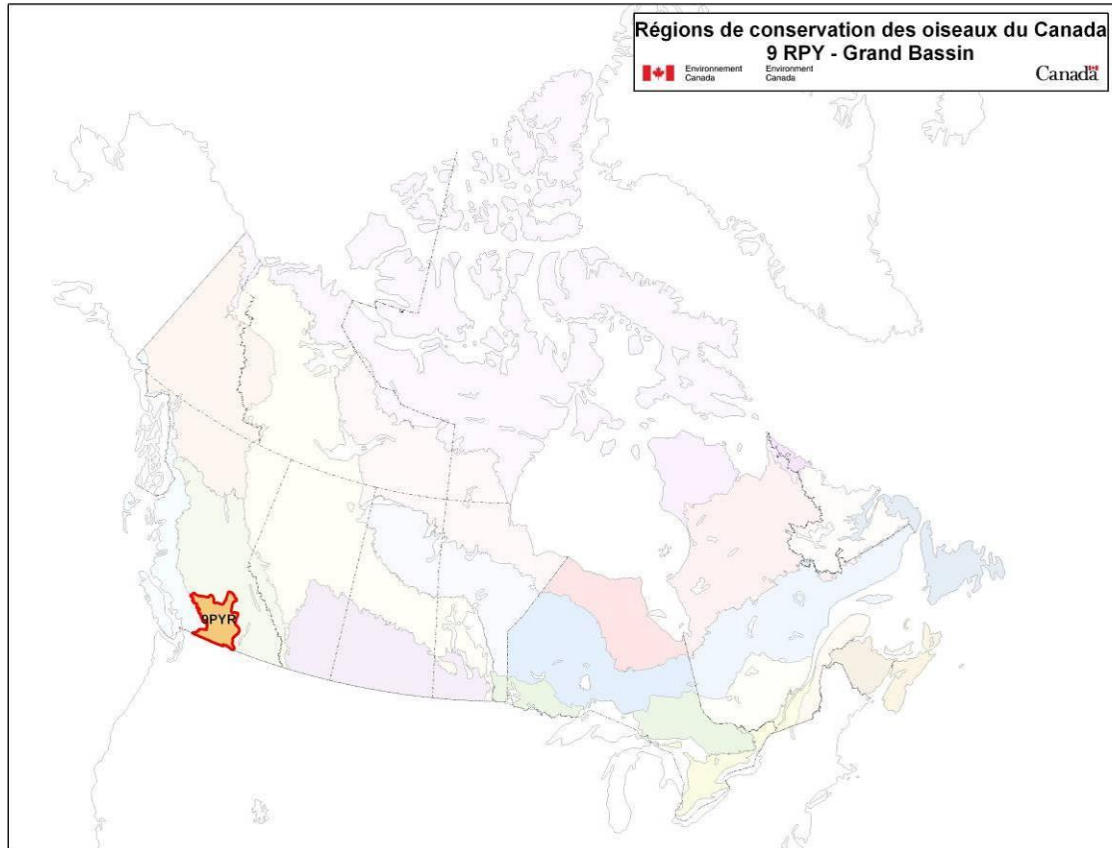 Régions de conservation des oiseaux du Canada
9 RPY - Grand Bassin
Environnement Canada
Environment Canada
Canada
9PYR